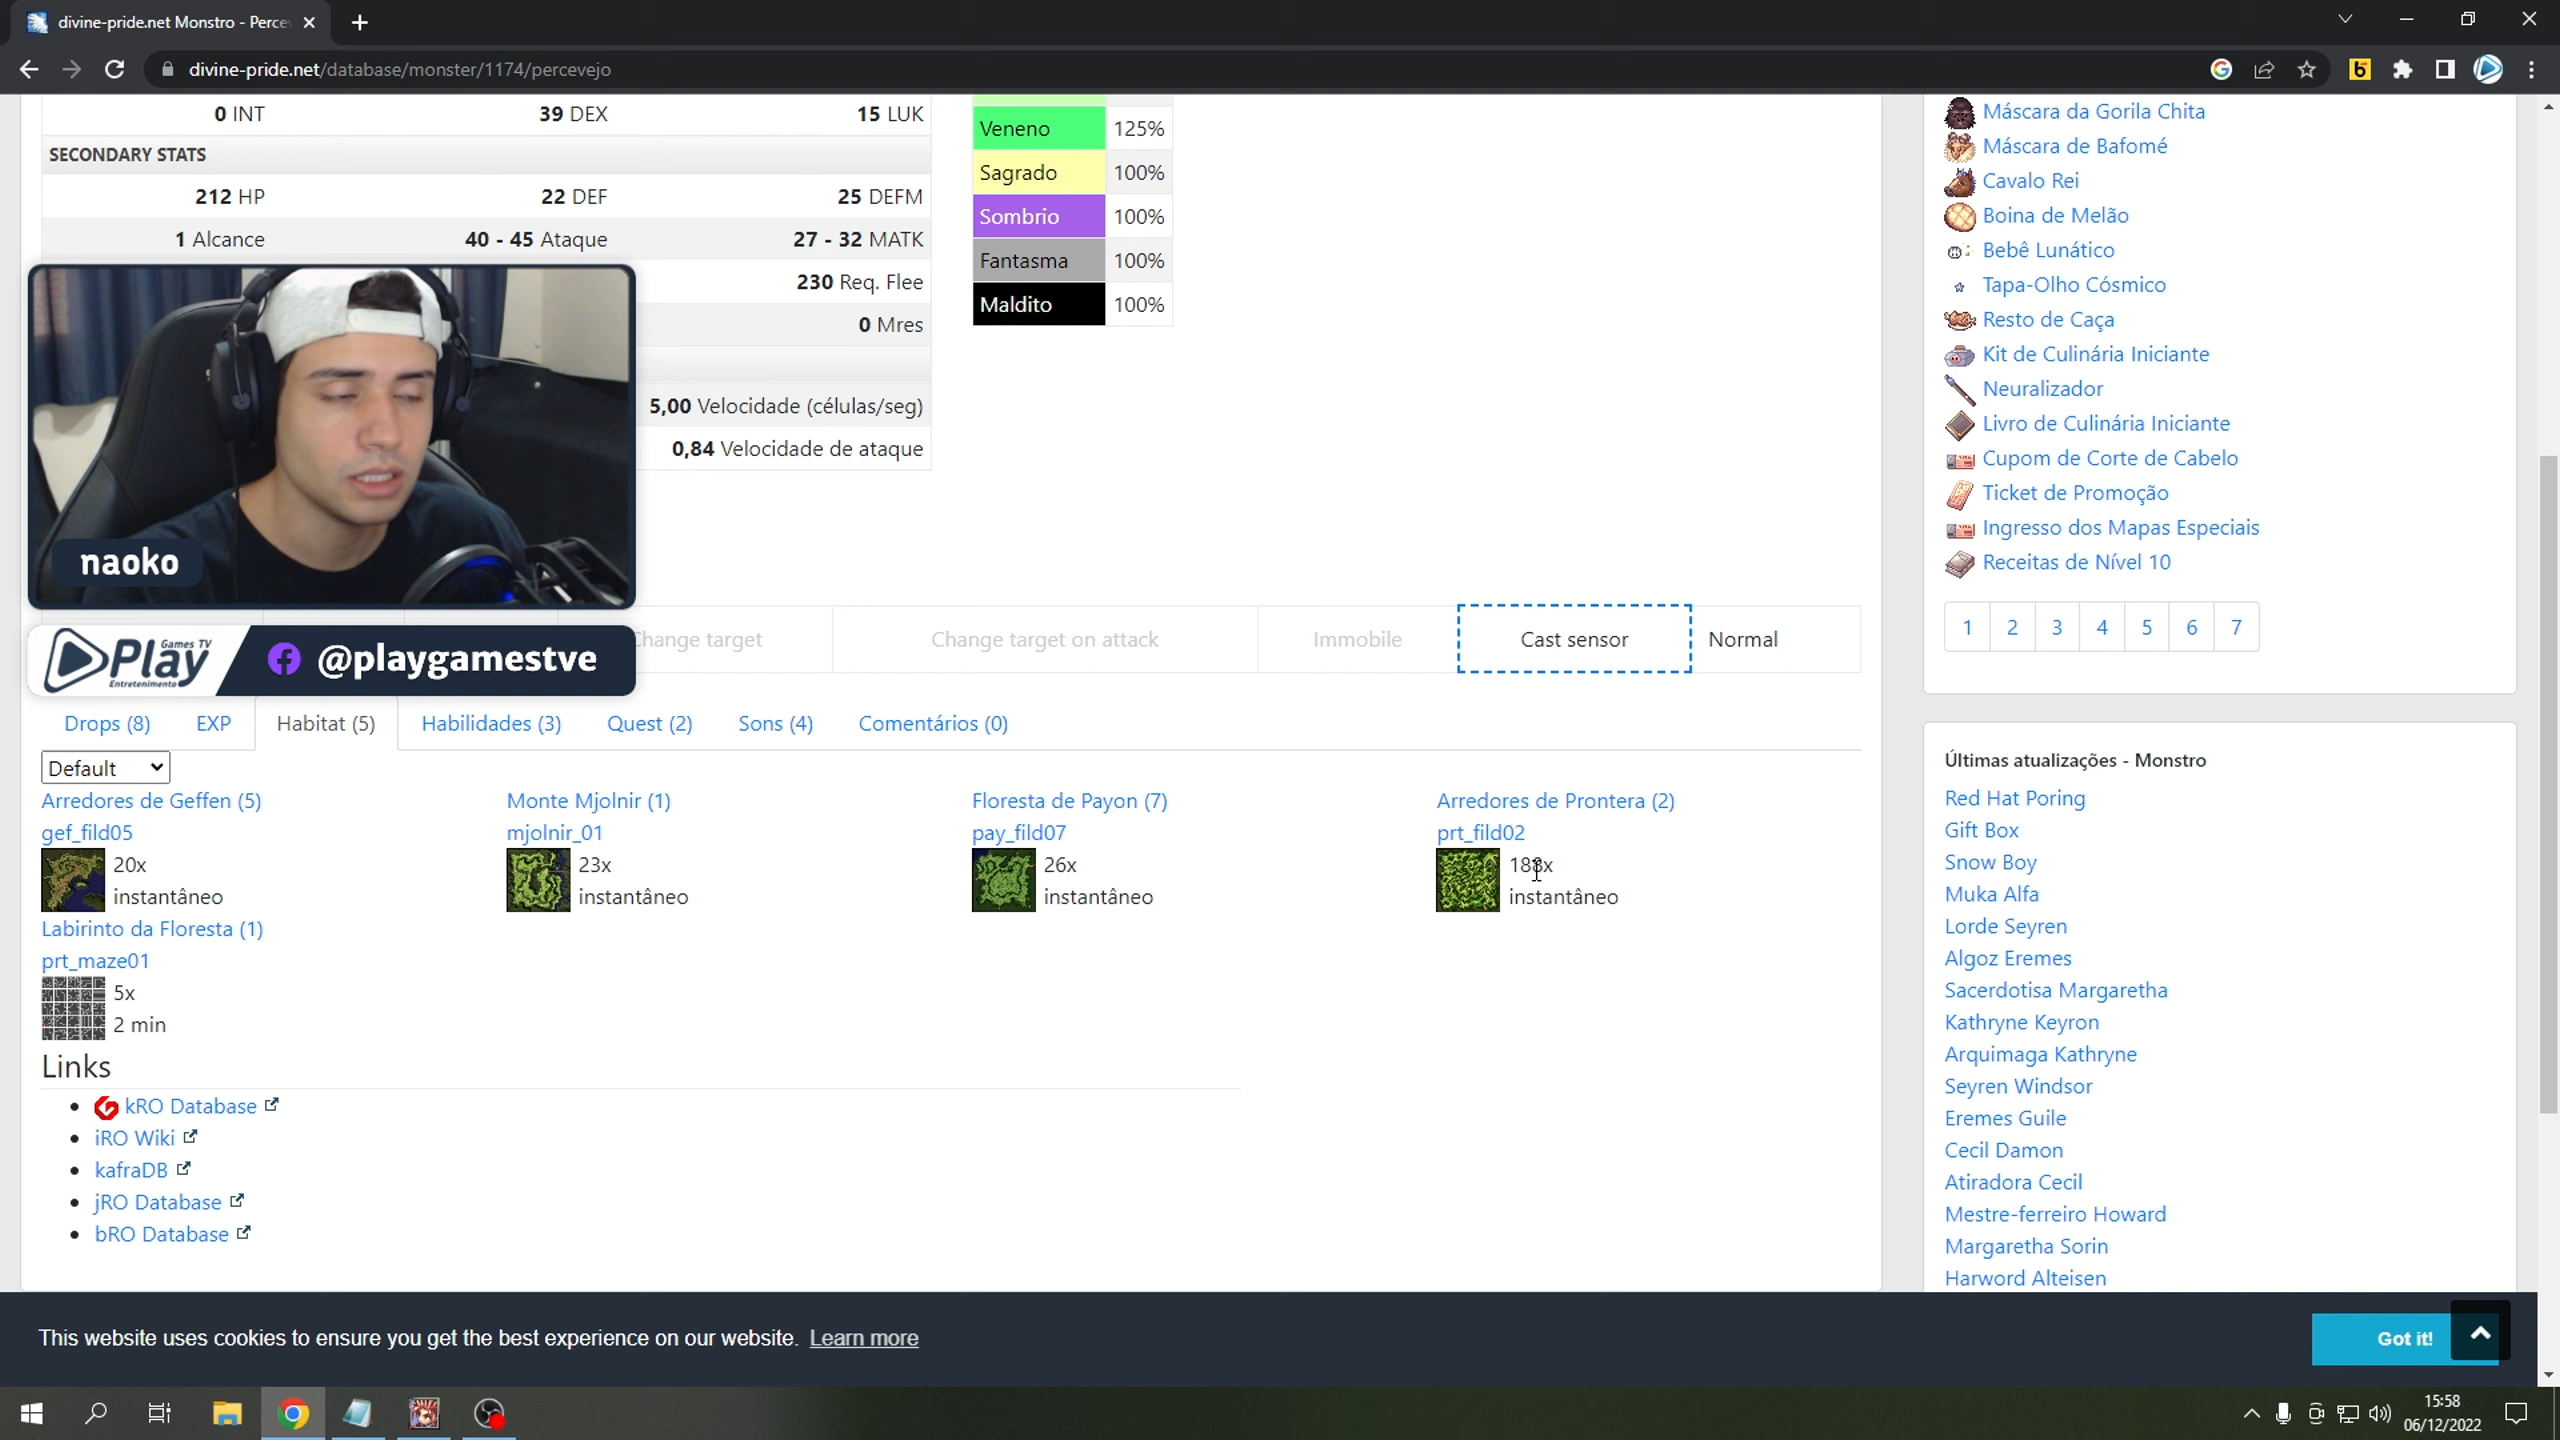 divine-pride.net Monstro - Perce
divine-pride.net/database/monster/1174/percevejo
0 INT 39 DEX 15 LUK
SECONDARY STATS
212 HP 22 DEF 25 DEFM
1 Alcance 40 - 45 Ataque 27 - 32 MATK
230 Req. Flee
0 Mres
5,00 Velocidade (células/seg)
0,84 Velocidade de ataque
Veneno 125%
Sagrado 100%
Sombrio 100%
Fantasma 100%
Maldito 100%
naoko
Play
Games TV
Entretenimento
@playgamestve
Change target Change target on attack Immobile Cast sensor Normal
Drops (8) EXP Habitat (5) Habilidades (3) Quest (2) Sons (4) Comentários (0)
Default
Arredores de Geffen (5)
gef_fild05
20x
instantâneo
Monte Mjolnir (1)
mjolnir_01
23x
instantâneo
Floresta de Payon (7)
pay_fild07
26x
instantâneo
Arredores de Prontera (2)
prt_fild02
188x
instantâneo
Labirinto da Floresta (1)
prt_maze01
5x
2 min
Links
kRO Database
iRO Wiki
kafraDB
jRO Database
bRO Database
Máscara da Gorila Chita
Máscara de Bafomé
Cavalo Rei
Boina de Melão
Bebê Lunático
Tapa-Olho Cósmico
Resto de Caça
Kit de Culinária Iniciante
Neuralizador
Livro de Culinária Iniciante
Cupom de Corte de Cabelo
Ticket de Promoção
Ingresso dos Mapas Especiais
Receitas de Nível 10
1 2 3 4 5 6 7
Últimas atualizações - Monstro
Red Hat Poring
Gift Box
Snow Boy
Muka Alfa
Lorde Seyren
Algoz Eremes
Sacerdotisa Margaretha
Kathryne Keyron
Arquimaga Kathryne
Seyren Windsor
Eremes Guile
Cecil Damon
Atiradora Cecil
Mestre-ferreiro Howard
Margaretha Sorin
Harword Alteisen
This website uses cookies to ensure you get the best experience on our website. Learn more
Got it!
15:58
06/12/2022